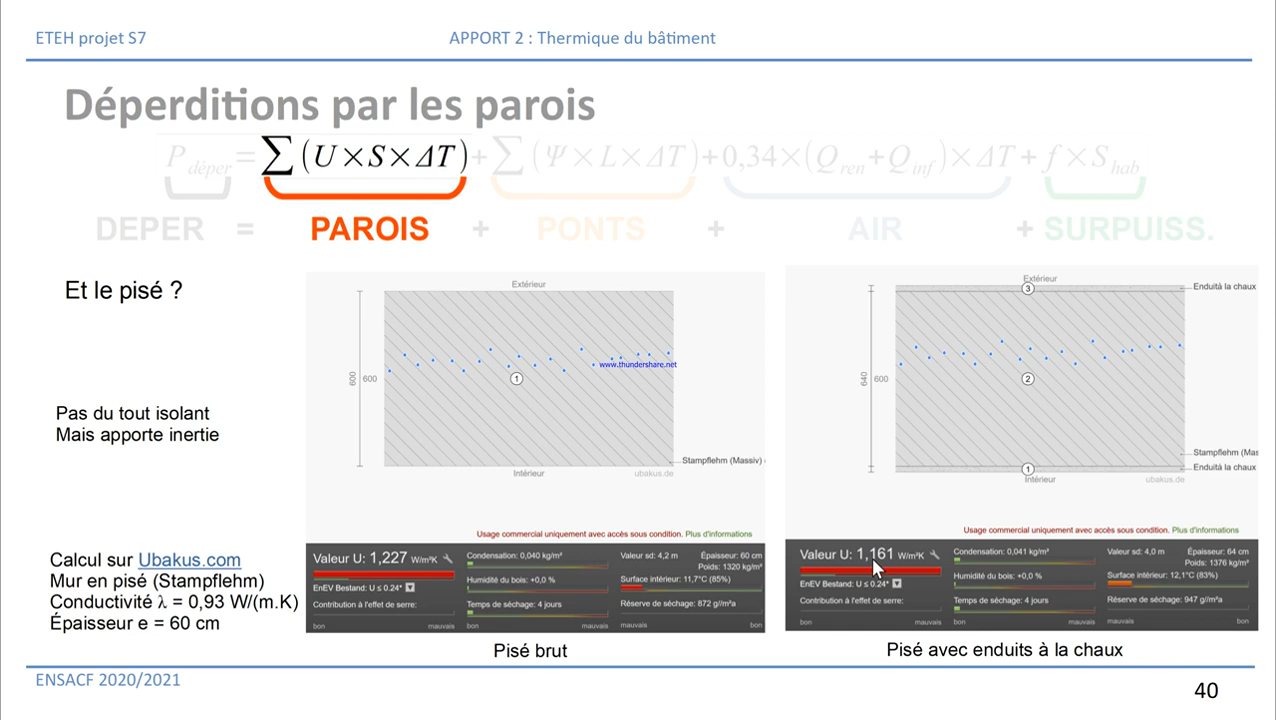 ETEH projet S7
APPORT 2 : Thermique du bâtiment
Déperditions par les parois
P déper = ∑ (U×S×ΔT) + ∑ (Ψ×L×ΔT) + 0,34×(Q ren + Q inf)×ΔT + f×S hab
DEPER = PAROIS + PONTS + AIR + SURPUISS.
Et le pisé ?
Pas du tout isolant
Mais apporte inertie
Calcul sur Ubakus.com
Mur en pisé (Stampflehm)
Conductivité λ = 0,93 W/(m.K)
Épaisseur e = 60 cm
Extérieur
600
600
www.thundershare.net
1
Stampflehm (Massiv)
Intérieur
ubakus.de
Usage commercial uniquement avec accès sous condition. Plus d'informations
Valeur U: 1,227 W/m²K
EnEV Bestand: U ≤ 0.24*
Contribution à l'effet de serre:
bon mauvais
Condensation: 0,040 kg/m²
Humidité du bois: +0,0 %
Temps de séchage: 4 jours
bon mauvais
Valeur sd: 4,2 m
Épaisseur: 60 cm
Poids: 1320 kg/m²
Surface intérieur: 11,7°C (85%)
Réserve de séchage: 872 g//m²a
mauvais bon
Pisé brut
Extérieur
3
Enduità la chaux
640
600
2
Stampflehm (Mas
Enduità la chaux
1
Intérieur
ubakus.de
Usage commercial uniquement avec accès sous condition. Plus d'informations
Valeur U: 1,161 W/m²K
EnEV Bestand: U ≤ 0.24*
Contribution à l'effet de serre:
bon mauvais
Condensation: 0,041 kg/m²
Humidité du bois: +0,0 %
Temps de séchage: 4 jours
bon mauvais
Valeur sd: 4,0 m
Épaisseur: 64 cm
Poids: 1376 kg/m²
Surface intérieur: 12,1°C (83%)
Réserve de séchage: 947 g//m²a
mauvais bon
Pisé avec enduits à la chaux
ENSACF 2020/2021
40